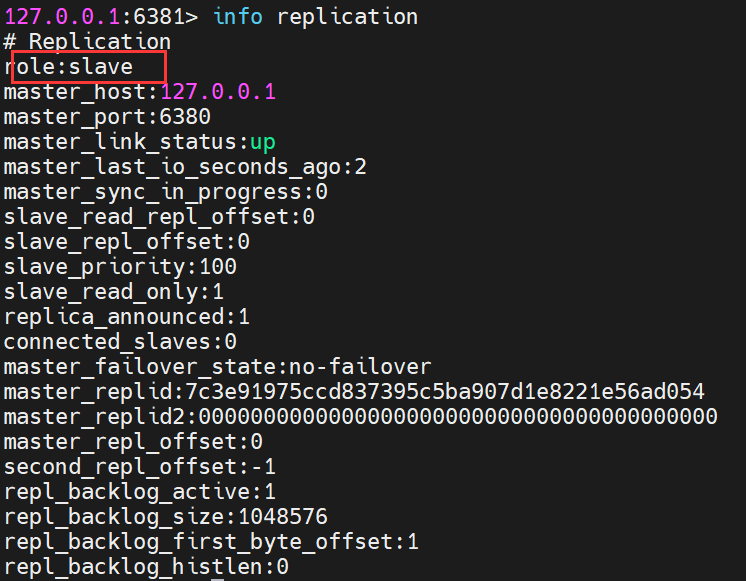 127.0.0.1:6381> info replication
# Replication
role:slave
master_host:127.0.0.1
master_port:6380
master_link_status:up
master_last_io_seconds_ago:2
master_sync_in_progress:0
slave_read_repl_offset:0
slave_repl_offset:0
slave_priority:100
slave_read_only:1
replica_announced:1
connected_slaves:0
master_failover_state:no-failover
master_replid:7c3e91975ccd837395c5ba907d1e8221e56ad054
master_replid2:0000000000000000000000000000000000000000
master_repl_offset:0
second_repl_offset:-1
repl_backlog_active:1
repl_backlog_size:1048576
repl_backlog_first_byte_offset:1
repl_backlog_histlen:0